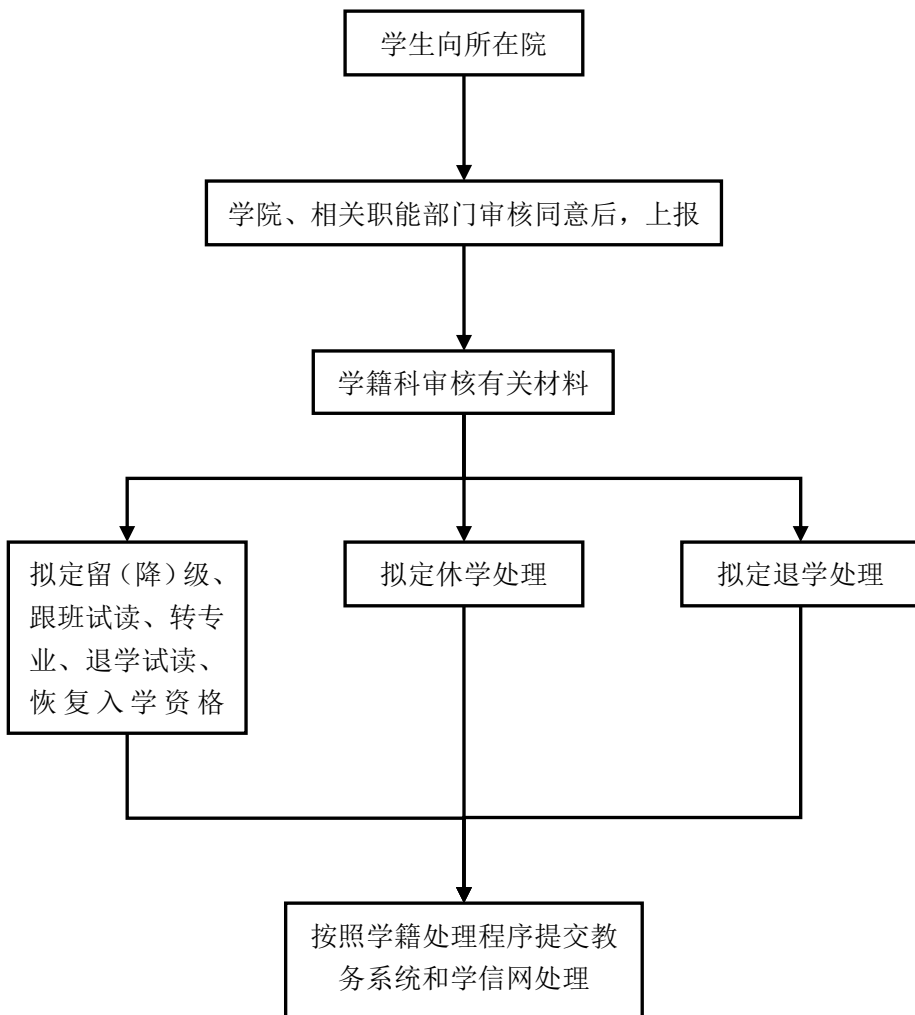 学生向所在院
学院、相关职能部门审核同意后，上报
学籍科审核有关材料
拟定留（降）级、
跟班试读、转专
业、退学试读、
恢复入学资格
拟定休学处理
拟定退学处理
按照学籍处理程序提交教
务系统和学信网处理